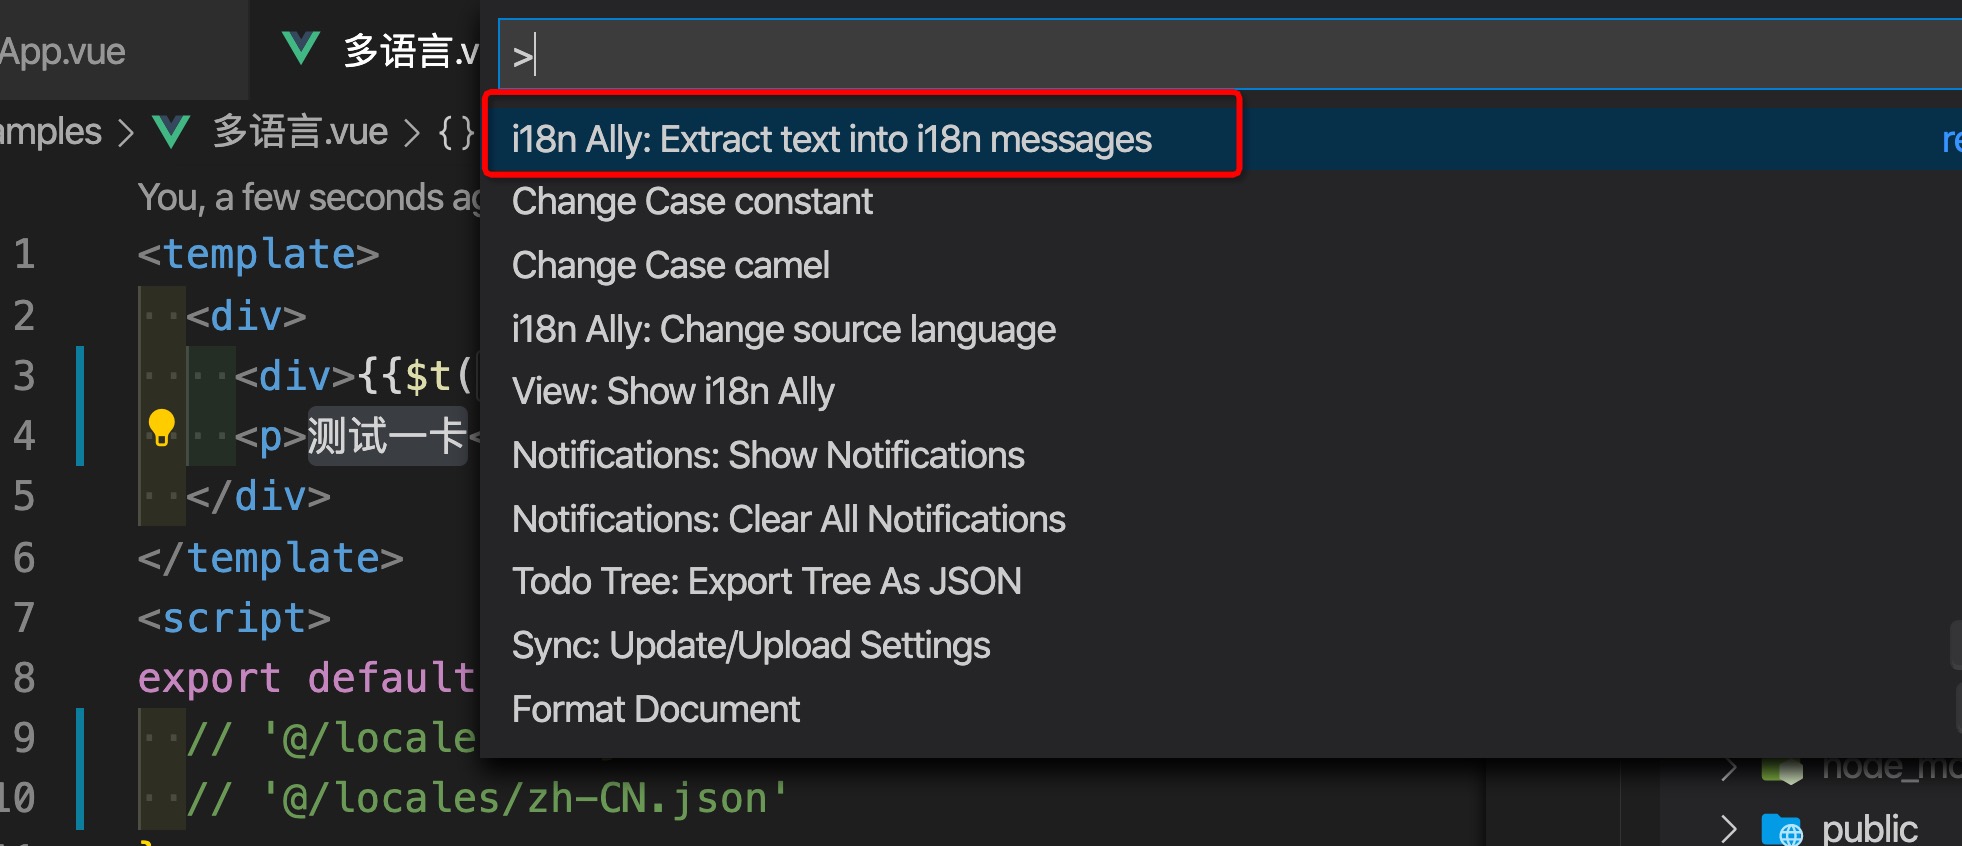 App.vue
多语言.v
>
amples > 多语言.vue > {}
i18n Ally: Extract text into i18n messages
re
Change Case constant
Change Case camel
i18n Ally: Change source language
View: Show i18n Ally
Notifications: Show Notifications
Notifications: Clear All Notifications
Todo Tree: Export Tree As JSON
Sync: Update/Upload Settings
Format Document
You, a few seconds ag
1 <template>
2 <div>
3 <div>{{$t(
4 <p>测试一卡<
5 </div>
6 </template>
7 <script>
8 export default
9 // '@/locale
10 // '@/locales/zh-CN.json'
node_mo
public